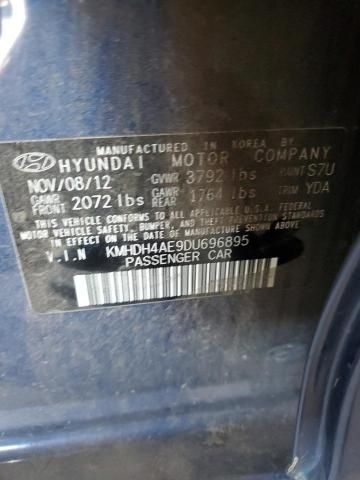 MANUFACTURED IN KOREA BY
HYUNDAI MOTOR COMPANY
NOV/08/12 GVWR 3792 lbs PAINT S7U
GAWR FRONT 2072 lbs GAWR REAR 1764 lbs TRIM YDA
THIS VEHICLE CONFORMS TO ALL APPLICABLE U.S.A. FEDERAL
MOTOR VEHICLE SAFETY, BUMPER, AND THEFT PREVENTION
STANDARDS IN EFFECT ON THE DATE OF MANUFACTURE SHOWN ABOVE
V.I.N KMHDH4AE9DU696895
PASSENGER CAR